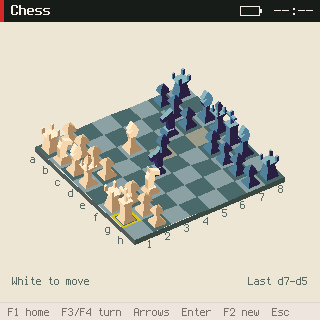 Chess --:--
a
b
c
d
e
f
g
h
1
2
3
4
5
6
7
8
White to move Last d7-d5
F1 home F3/F4 turn Arrows Enter F2 new Esc